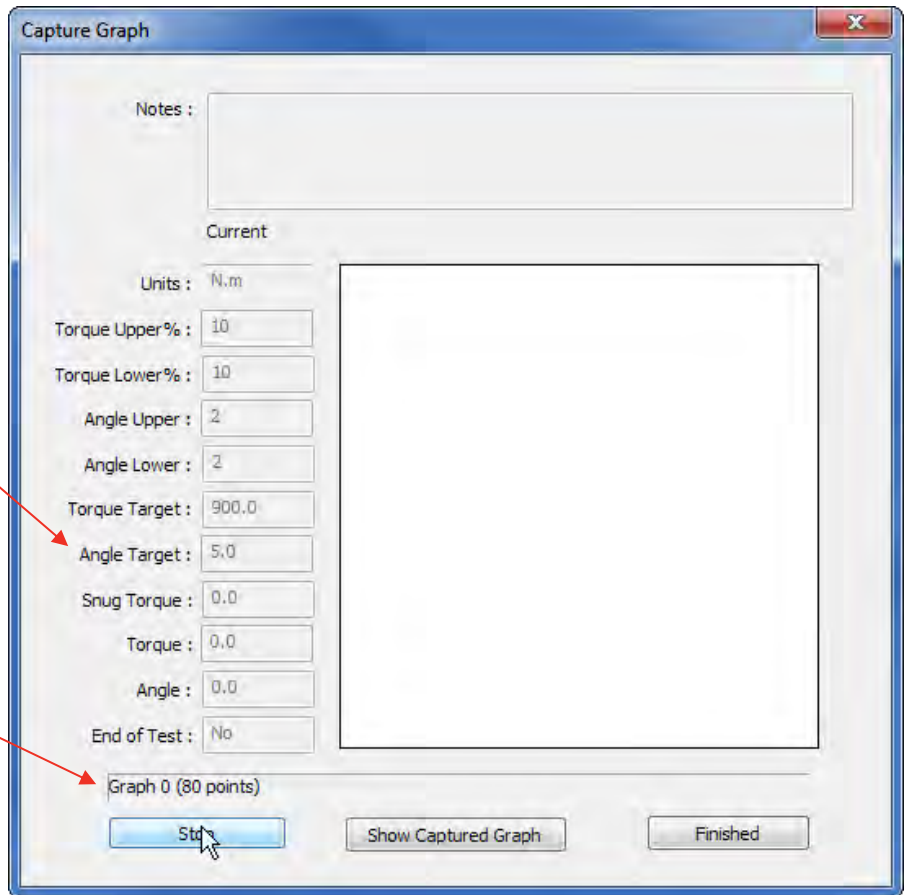 Capture Graph
Notes :
Current
Units : N.m
Torque Upper% : 10
Torque Lower% : 10
Angle Upper : 2
Angle Lower : 2
Torque Target : 900.0
Angle Target : 5.0
Snug Torque : 0.0
Torque : 0.0
Angle : 0.0
End of Test : No
Graph 0 (80 points)
Stop Show Captured Graph Finished